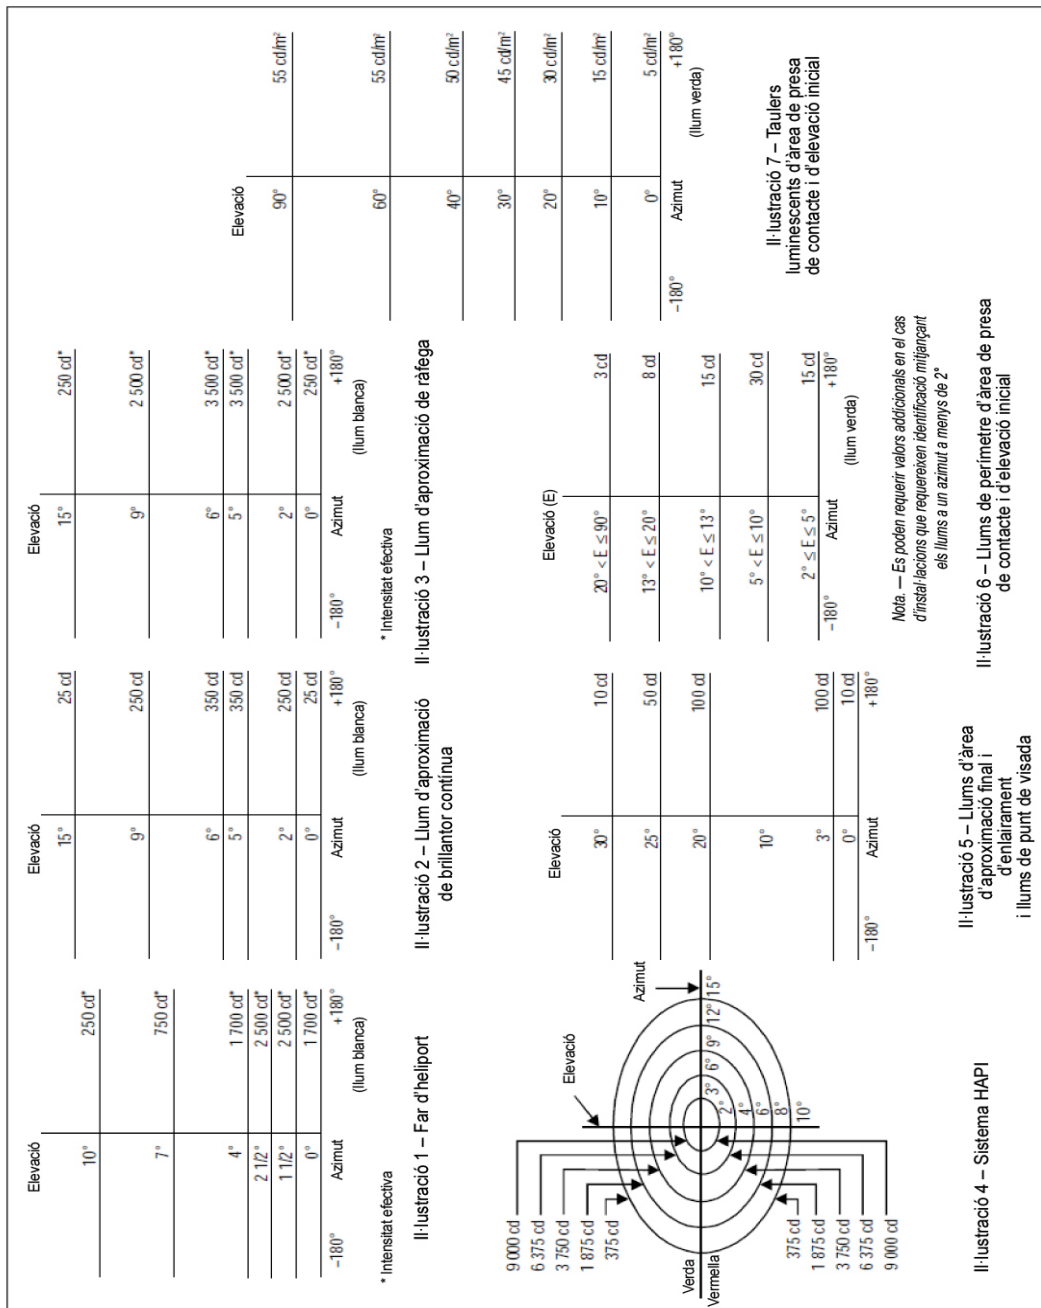 Elevació
10° 250 cd*
7° 750 cd*
4° 1 700 cd*
2 1/2° 2 500 cd*
1 1/2° 2 500 cd*
0° 1 700 cd*
−180° Azimut +180°
(llum blanca)
* Intensitat efectiva
Il·lustració 1 – Far d'heliport
Elevació
15° 25 cd
9° 250 cd
6° 350 cd
5° 350 cd
2° 250 cd
0° 25 cd
−180° Azimut +180°
(llum blanca)
Il·lustració 2 – Llum d'aproximació
de brillantor contínua
Elevació
15° 250 cd*
9° 2 500 cd*
6° 3 500 cd*
5° 3 500 cd*
2° 2 500 cd*
0° 250 cd*
−180° Azimut +180°
(llum blanca)
* Intensitat efectiva
Il·lustració 3 – Llum d'aproximació de ràfega
Elevació
90° 55 cd/m²
60° 55 cd/m²
40° 50 cd/m²
30° 45 cd/m²
20° 30 cd/m²
10° 15 cd/m²
0° 5 cd/m²
−180° Azimut +180°
(llum verda)
Il·lustració 7 – Taulers
luminescents d'àrea de presa
de contacte i d'elevació inicial
9 000 cd
6 375 cd
3 750 cd
1 875 cd
375 cd
Elevació
Azimut
Verda
Vermella
3° 6° 9° 12° 15°
2°
4°
6°
8°
10°
375 cd
1 875 cd
3 750 cd
6 375 cd
9 000 cd
Il·lustració 4 – Sistema HAPI
Elevació
30° 10 cd
25° 50 cd
20° 100 cd
10°
3° 100 cd
0° 10 cd
−180° Azimut +180°
Il·lustració 5 – Llums d'àrea
d'aproximació final i
d'enlairament
i llums de punt de visada
Elevació (E)
20° < E ≤ 90° 3 cd
13° < E ≤ 20° 8 cd
10° < E ≤ 13° 15 cd
5° < E ≤ 10° 30 cd
2° ≤ E ≤ 5° 15 cd
−180° Azimut +180°
(llum verda)
Nota. — Es poden requerir valors addicionals en el cas
d'instal·lacions que requereixen identificació mitjançant
els llums a un azimut a menys de 2°
Il·lustració 6 – Llums de perímetre d'àrea de presa
de contacte i d'elevació inicial